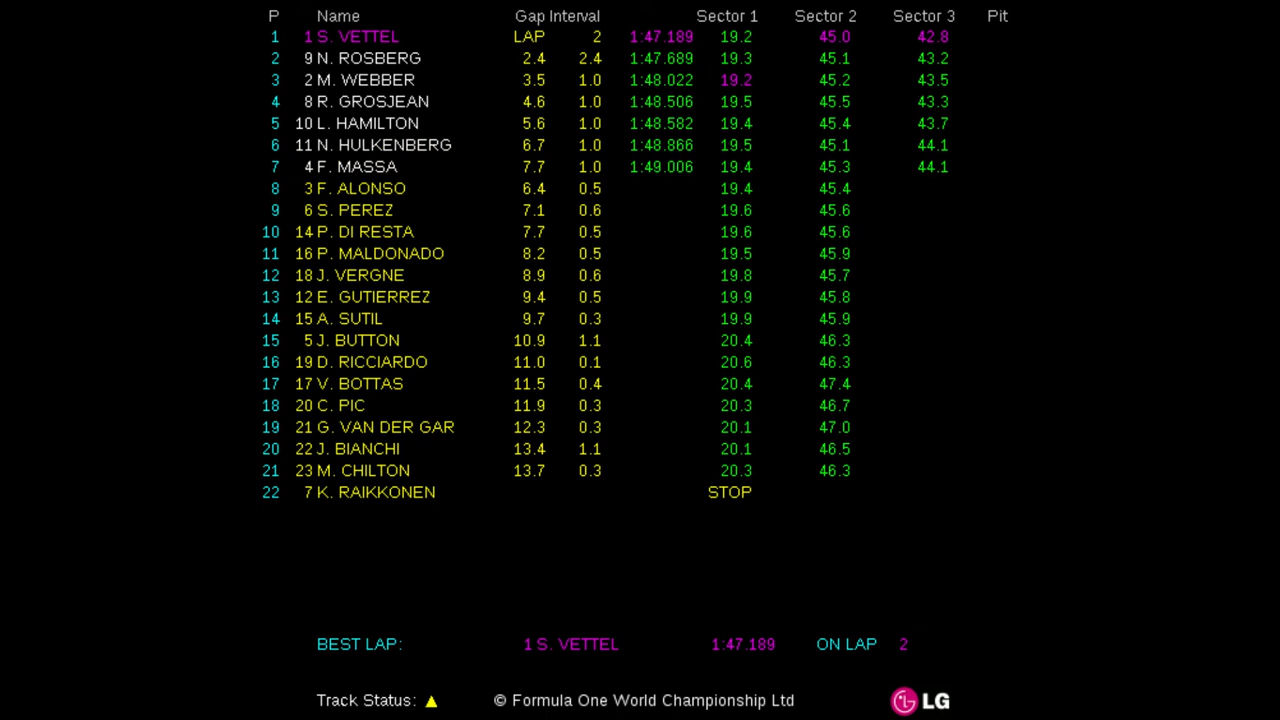 P Name Gap Interval Sector 1 Sector 2 Sector 3 Pit
1 1 S. VETTEL LAP 2 1:47.189 19.2 45.0 42.8
2 9 N. ROSBERG 2.4 2.4 1:47.689 19.3 45.1 43.2
3 2 M. WEBBER 3.5 1.0 1:48.022 19.2 45.2 43.5
4 8 R. GROSJEAN 4.6 1.0 1:48.506 19.5 45.5 43.3
5 10 L. HAMILTON 5.6 1.0 1:48.582 19.4 45.4 43.7
6 11 N. HULKENBERG 6.7 1.0 1:48.866 19.5 45.1 44.1
7 4 F. MASSA 7.7 1.0 1:49.006 19.4 45.3 44.1
8 3 F. ALONSO 6.4 0.5 19.4 45.4
9 6 S. PEREZ 7.1 0.6 19.6 45.6
10 14 P. DI RESTA 7.7 0.5 19.6 45.6
11 16 P. MALDONADO 8.2 0.5 19.5 45.9
12 18 J. VERGNE 8.9 0.6 19.8 45.7
13 12 E. GUTIERREZ 9.4 0.5 19.9 45.8
14 15 A. SUTIL 9.7 0.3 19.9 45.9
15 5 J. BUTTON 10.9 1.1 20.4 46.3
16 19 D. RICCIARDO 11.0 0.1 20.6 46.3
17 17 V. BOTTAS 11.5 0.4 20.4 47.4
18 20 C. PIC 11.9 0.3 20.3 46.7
19 21 G. VAN DER GAR 12.3 0.3 20.1 47.0
20 22 J. BIANCHI 13.4 1.1 20.1 46.5
21 23 M. CHILTON 13.7 0.3 20.3 46.3
22 7 K. RAIKKONEN STOP
BEST LAP: 1 S. VETTEL 1:47.189 ON LAP 2
Track Status: © Formula One World Championship Ltd LG